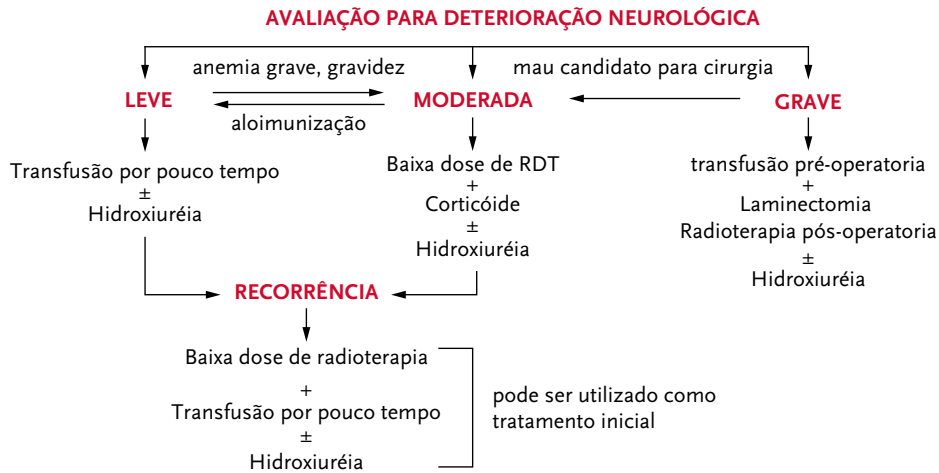 AVALIAÇÃO PARA DETERIORAÇÃO NEUROLÓGICA
anemia grave, gravidez
mau candidato para cirurgia
LEVE
MODERADA
GRAVE
aloimunização
Transfusão por pouco tempo
±
Hidroxiuréia
Baixa dose de RDT
+
Corticóide
±
Hidroxiuréia
transfusão pré-operatoria
+
Laminectomia
Radioterapia pós-operatoria
±
Hidroxiuréia
RECORRÊNCIA
Baixa dose de radioterapia
+
Transfusão por pouco tempo
±
Hidroxiuréia
pode ser utilizado como
tratamento inicial